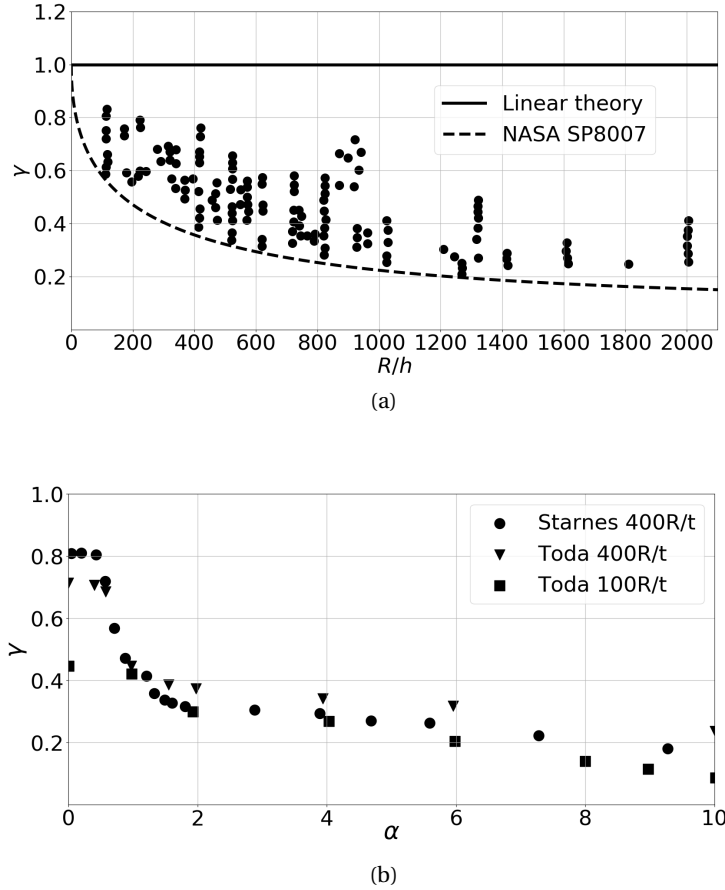 1.2
1.0
0.8
0.6
0.4
0.2
γ
Linear theory
NASA SP8007
0 200 400 600 800 1000 1200 1400 1600 1800 2000
R/h
(a)
1.0
0.8
0.6
0.4
0.2
γ
Starnes 400R/t
Toda 400R/t
Toda 100R/t
0 2 4 6 8 10
α
(b)